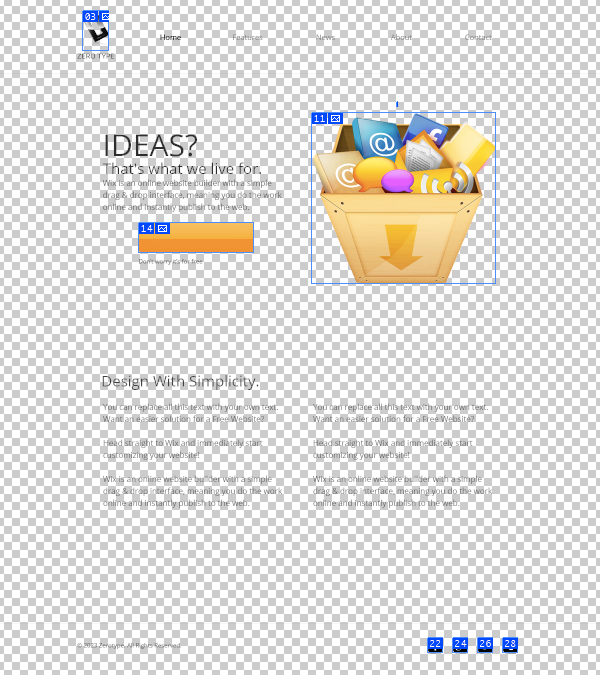 03
ZERO TYPE
Home
Features
News
About
Contact
11
IDEAS?
That's what we live for.
Wix is an online website builder with a simple
drag & drop interface, meaning you do the work
online and instantly publish to the web.
14
Don't worry it's for free
Design With Simplicity.
You can replace all this text with your own text.
Want an easier solution for a Free Website?
Head straight to Wix and immediately start
customizing your website!
Wix is an online website builder with a simple
drag & drop interface, meaning you do the work
online and instantly publish to the web.
You can replace all this text with your own text.
Want an easier solution for a Free Website?
Head straight to Wix and immediately start
customizing your website!
Wix is an online website builder with a simple
drag & drop interface, meaning you do the work
online and instantly publish to the web.
© 2023 Zerotype. All Rights Reserved
22
24
26
28